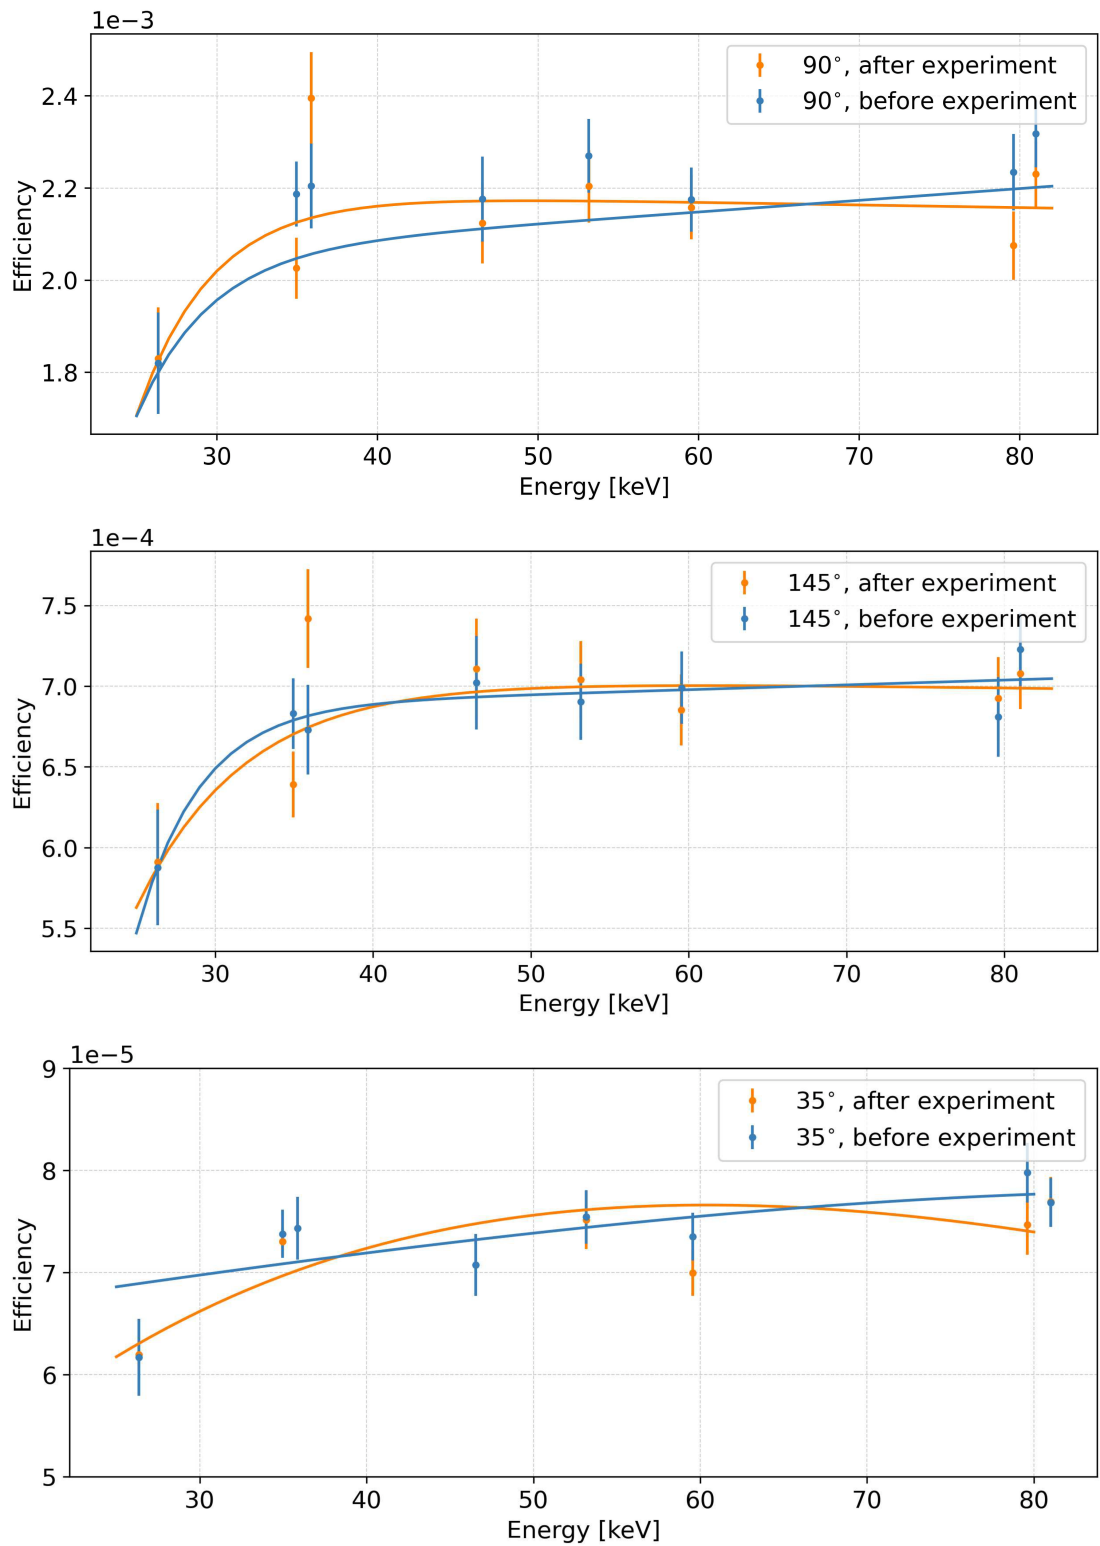 1e−3
90°, after experiment
90°, before experiment
2.4
2.2
2.0
1.8
Efficiency
30 40 50 60 70 80
Energy [keV]
1e−4
145°, after experiment
145°, before experiment
7.5
7.0
6.5
6.0
5.5
Efficiency
30 40 50 60 70 80
Energy [keV]
1e−5
35°, after experiment
35°, before experiment
9
8
7
6
5
Efficiency
30 40 50 60 70 80
Energy [keV]